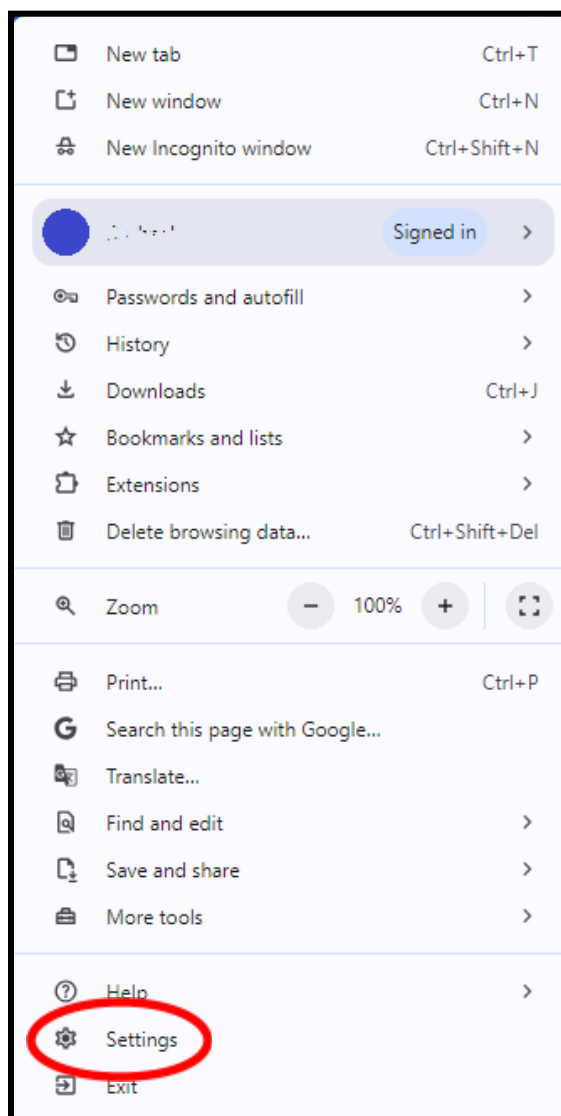 New tab Ctrl+T
New window Ctrl+N
New Incognito window Ctrl+Shift+N
Signed in
Passwords and autofill
History
Downloads Ctrl+J
Bookmarks and lists
Extensions
Delete browsing data... Ctrl+Shift+Del
Zoom − 100% +
Print... Ctrl+P
Search this page with Google...
Translate...
Find and edit
Save and share
More tools
Help
Settings
Exit